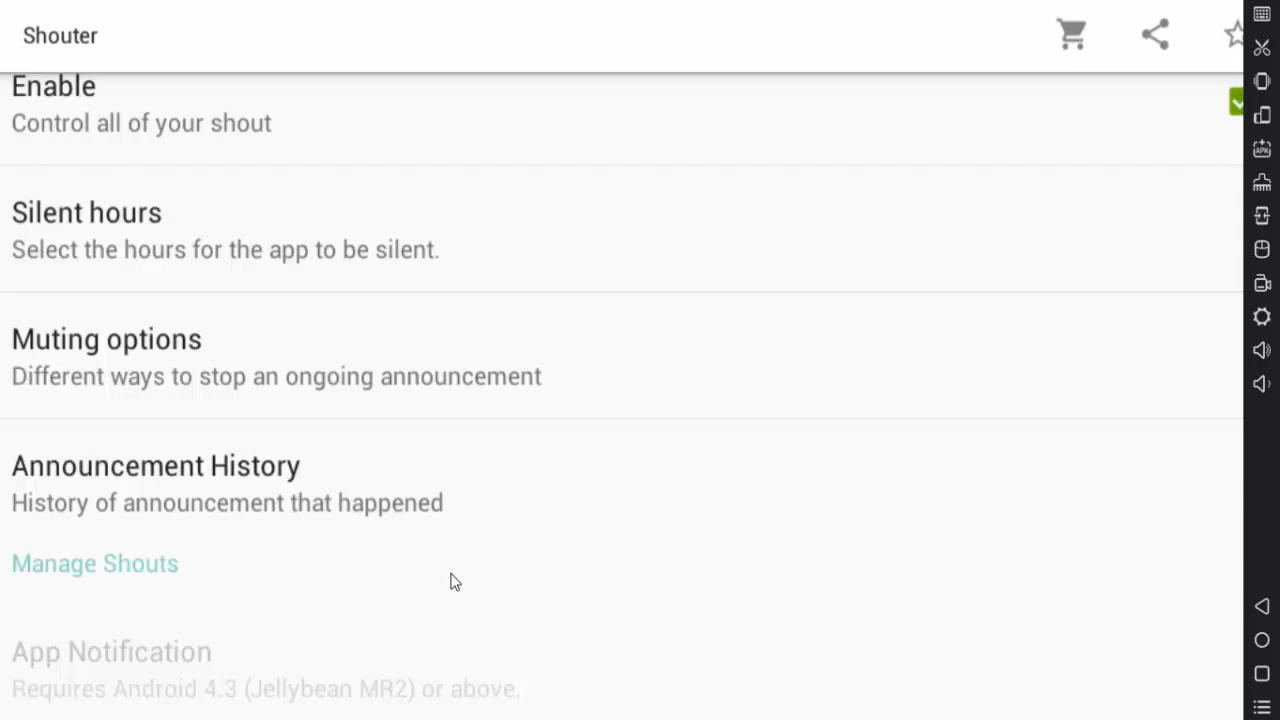 Shouter
Enable
Control all of your shout
Silent hours
Select the hours for the app to be silent.
Muting options
Different ways to stop an ongoing announcement
Announcement History
History of announcement that happened
Manage Shouts
App Notification
Requires Android 4.3 (Jellybean MR2) or above.
APK